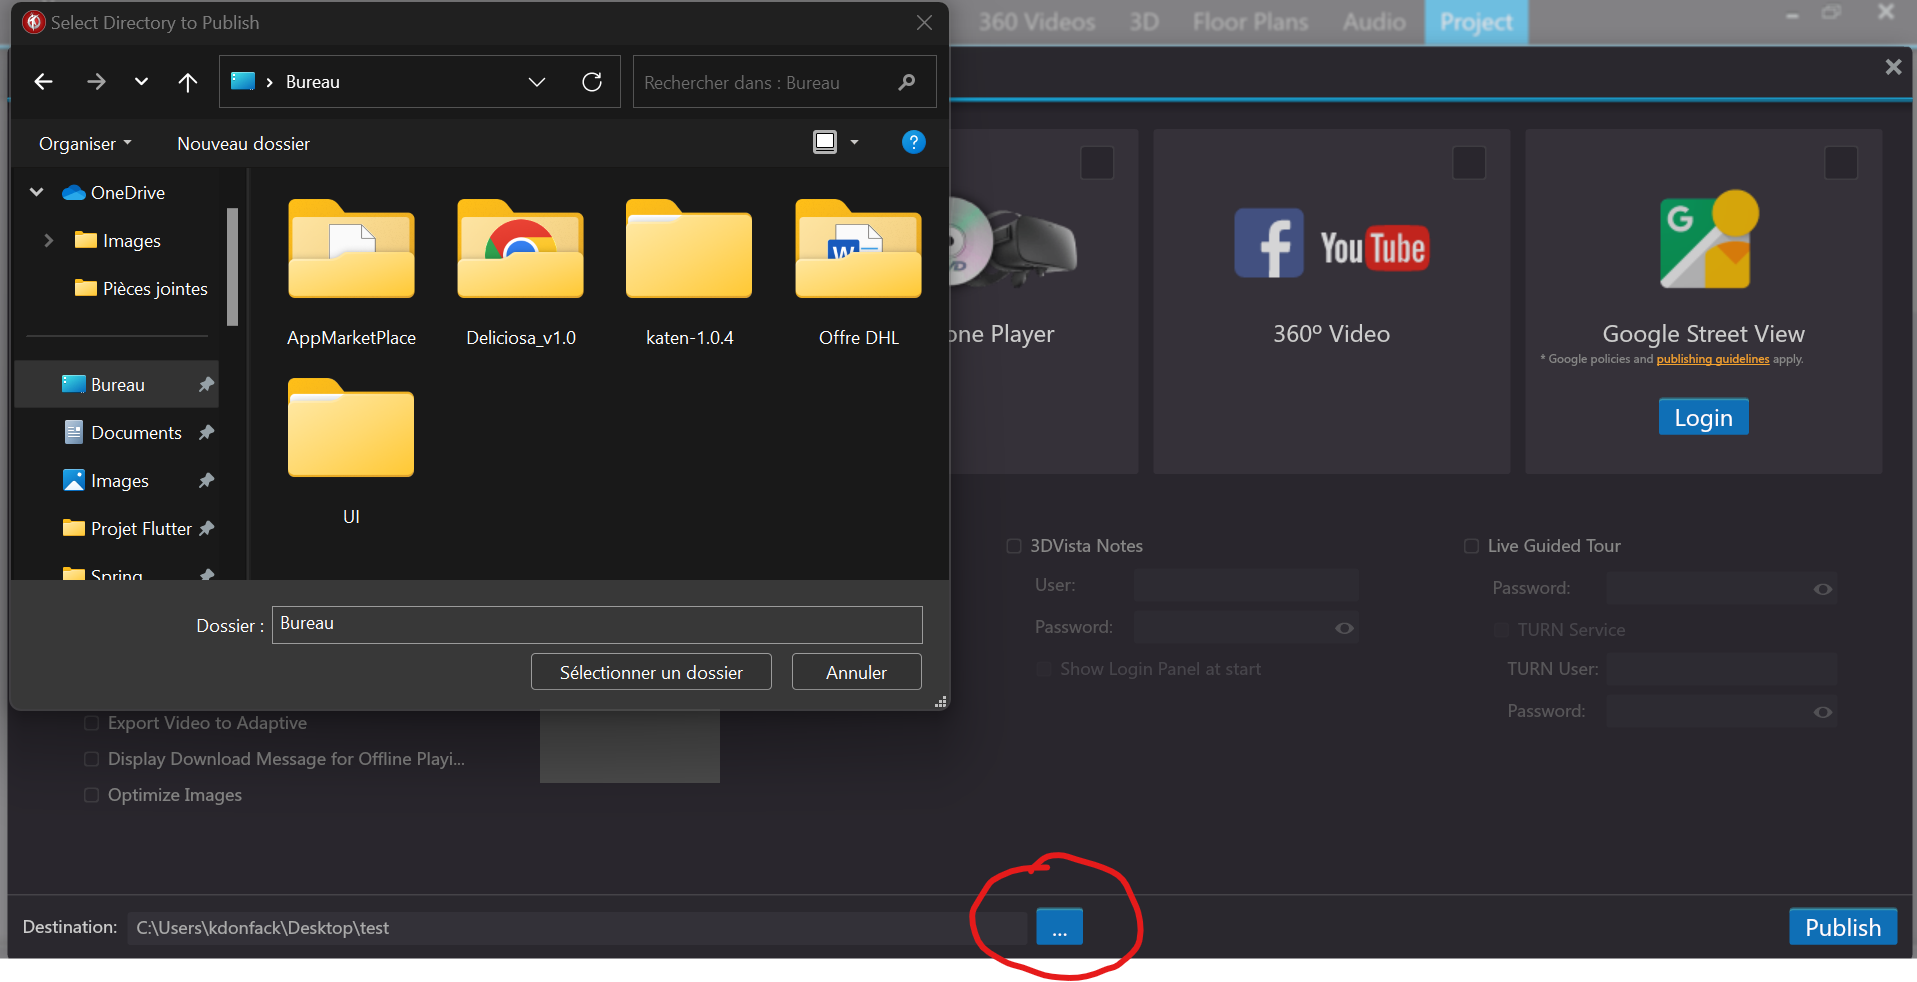 Select Directory to Publish
360 Videos
3D
Floor Plans
Audio
Project
Bureau
Rechercher dans : Bureau
Organiser
Nouveau dossier
?
OneDrive
Images
Pièces jointes
Bureau
Documents
Images
Projet Flutter
Spring
AppMarketPlace
Deliciosa_v1.0
katen-1.0.4
W
Offre DHL
UI
Dossier :
Bureau
Sélectionner un dossier
Annuler
one Player
f
YouTube
360º Video
G
Google Street View
* Google policies and publishing guidelines apply.
Login
3DVista Notes
User:
Password:
Show Login Panel at start
Live Guided Tour
Password:
TURN Service
TURN User:
Password:
Export Video to Adaptive
Display Download Message for Offline Playi...
Optimize Images
Destination:
C:\Users\kdonfack\Desktop\test
...
Publish